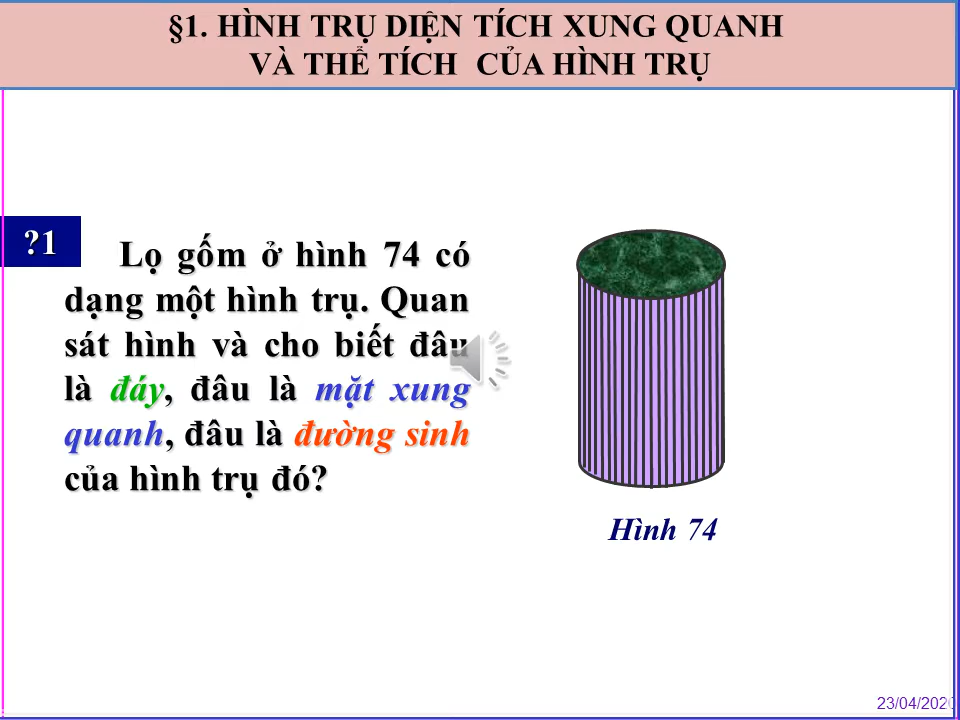 §1. HÌNH TRỤ DIỆN TÍCH XUNG QUANH
VÀ THỂ TÍCH CỦA HÌNH TRỤ
?1
Lọ gốm ở hình 74 có
dạng một hình trụ. Quan
sát hình và cho biết đâu
là đáy, đâu là mặt xung
quanh, đâu là đường sinh
của hình trụ đó?
Hình 74
23/04/2020